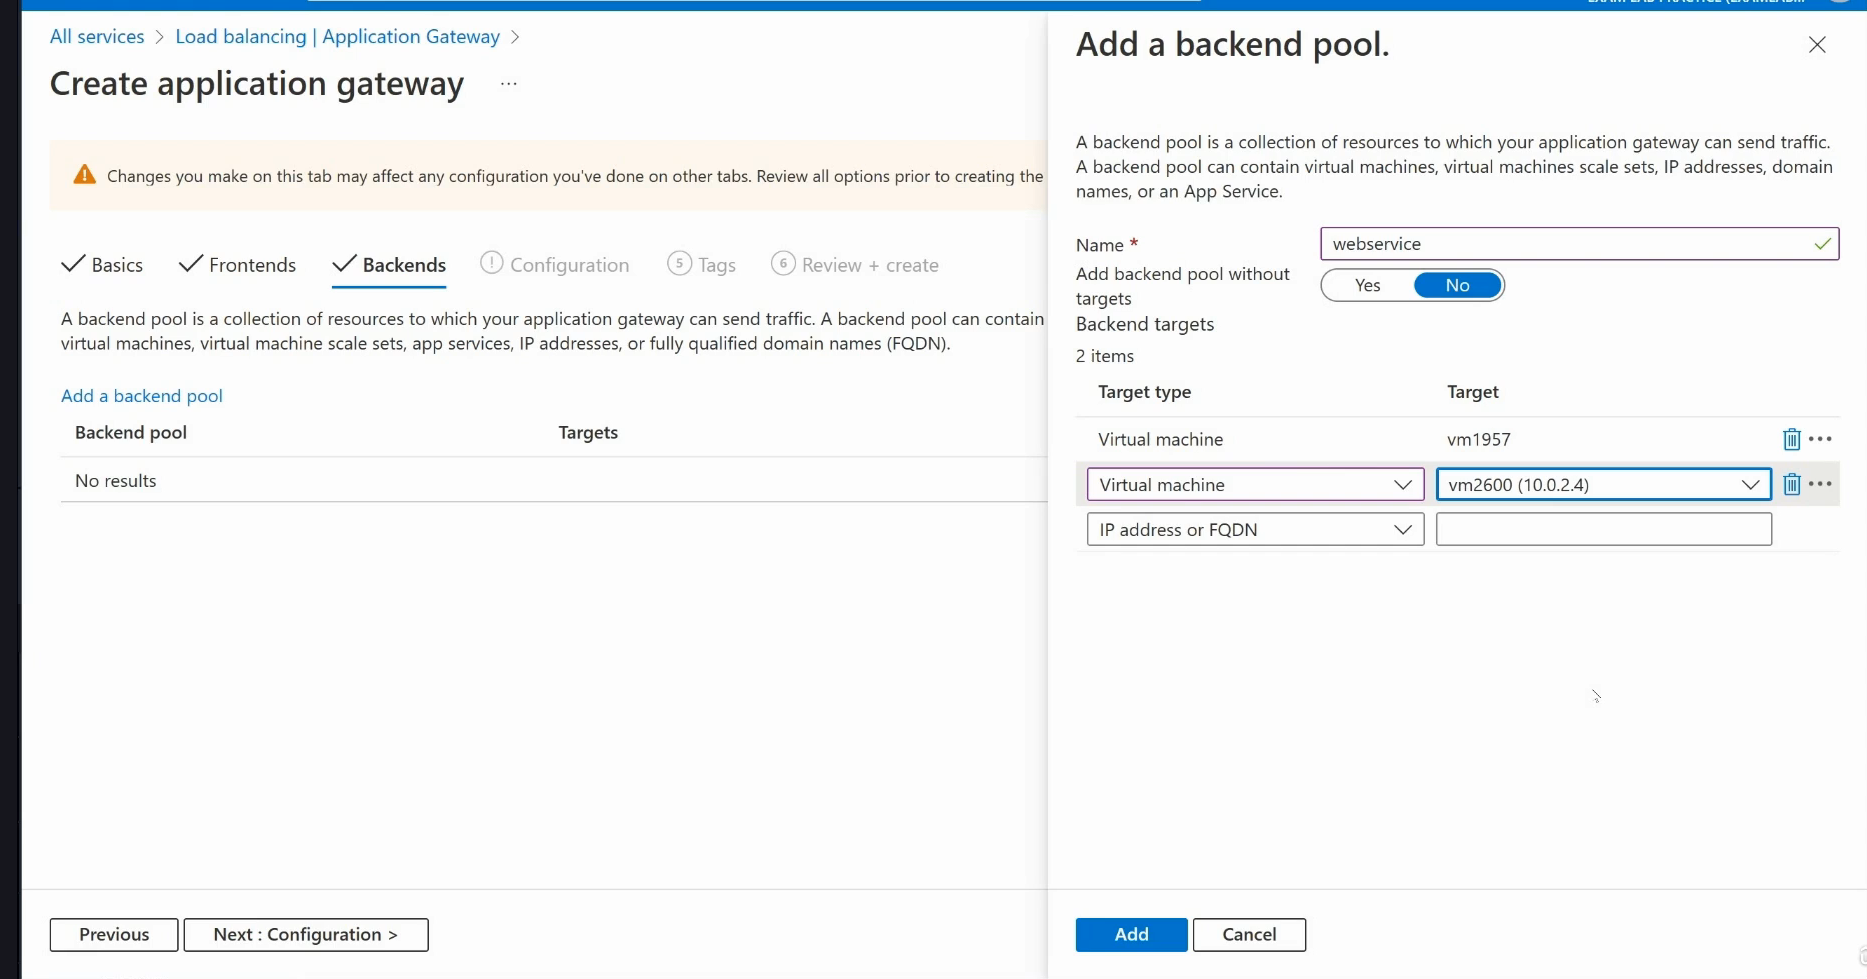 All services > Load balancing | Application Gateway >
Create application gateway ...
Changes you make on this tab may affect any configuration you've done on other tabs. Review all options prior to creating the
Basics
Frontends
Backends
! Configuration
5 Tags
6 Review + create
A backend pool is a collection of resources to which your application gateway can send traffic. A backend pool can contain
virtual machines, virtual machine scale sets, app services, IP addresses, or fully qualified domain names (FQDN).
Add a backend pool
Backend pool Targets
No results
Previous
Next : Configuration >
Add a backend pool.
A backend pool is a collection of resources to which your application gateway can send traffic.
A backend pool can contain virtual machines, virtual machines scale sets, IP addresses, domain
names, or an App Service.
Name * webservice
Add backend pool without
targets
Yes No
Backend targets
2 items
Target type Target
Virtual machine vm1957
Virtual machine vm2600 (10.0.2.4)
IP address or FQDN
Add
Cancel